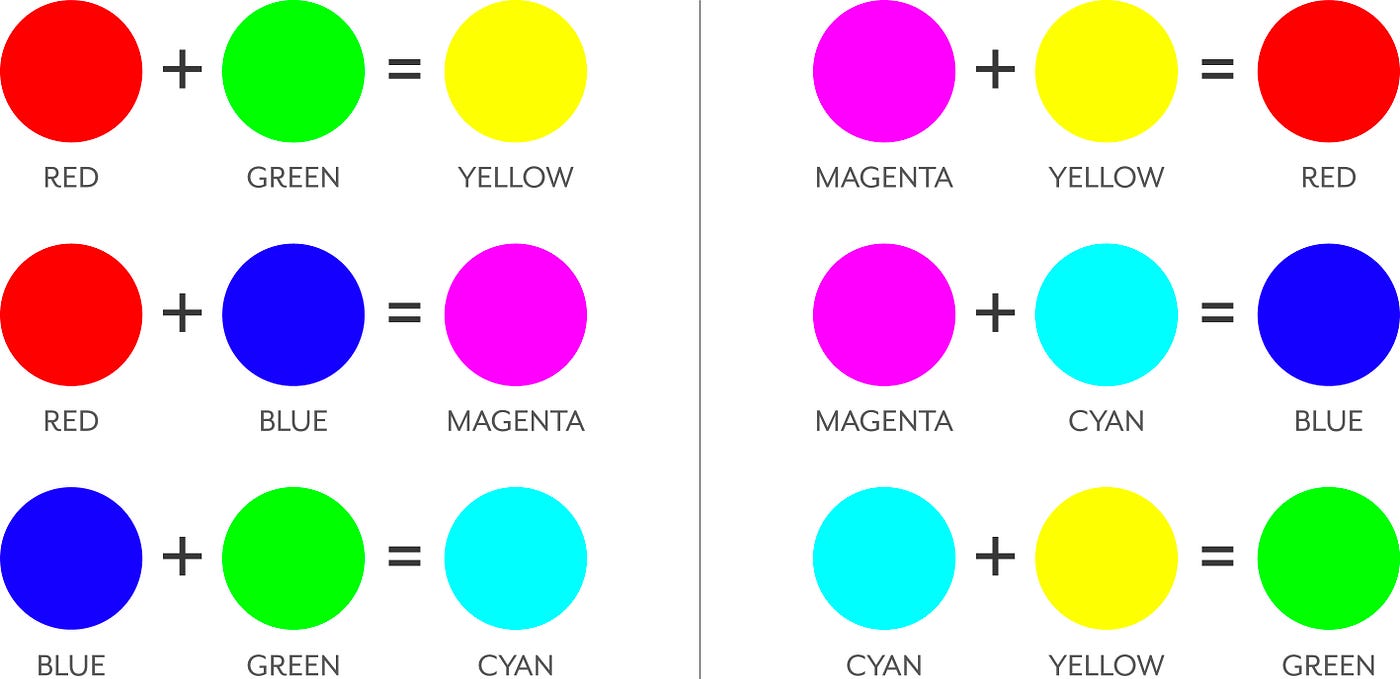 RED + GREEN = YELLOW
RED + BLUE = MAGENTA
BLUE + GREEN = CYAN
MAGENTA + YELLOW = RED
MAGENTA + CYAN = BLUE
CYAN + YELLOW = GREEN